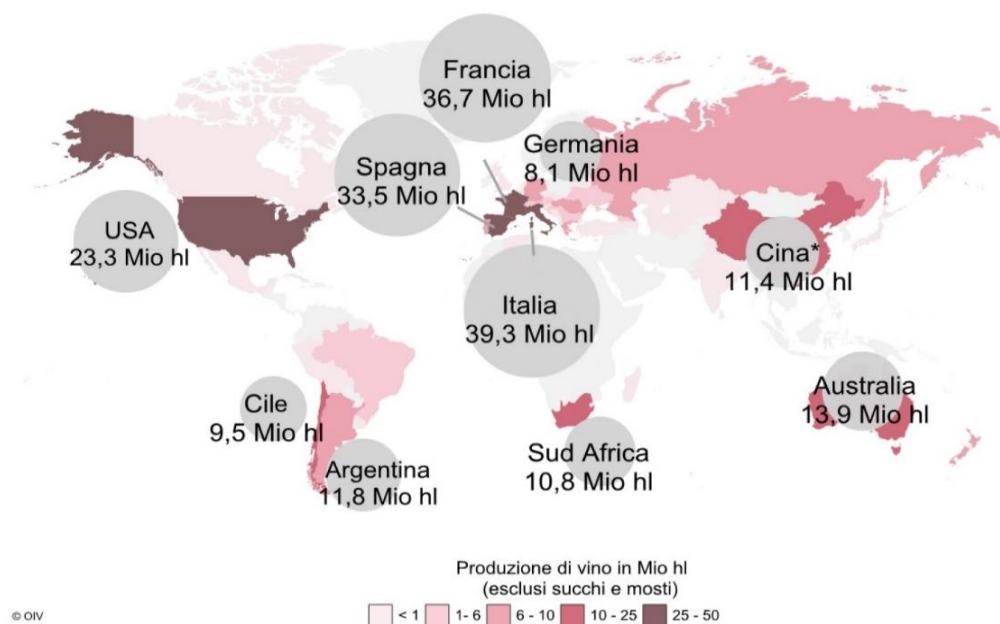 Francia
36,7 Mio hl
Germania
8,1 Mio hl
Spagna
33,5 Mio hl
USA
23,3 Mio hl
Cina*
11,4 Mio hl
Italia
39,3 Mio hl
Australia
13,9 Mio hl
Cile
9,5 Mio hl
Sud Africa
10,8 Mio hl
Argentina
11,8 Mio hl
Produzione di vino in Mio hl
(esclusi succhi e mosti)
© OIV
< 1 1- 6 6 - 10 10 - 25 25 - 50